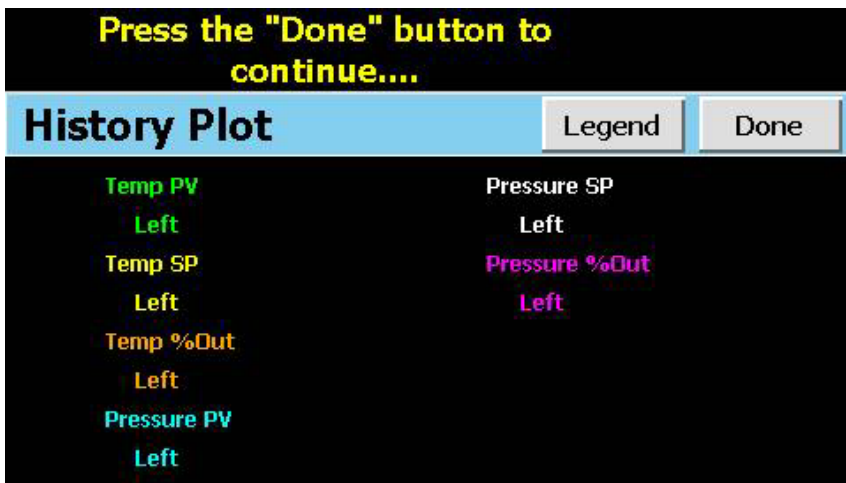 Press the "Done" button to
continue....
History Plot
Legend
Done
Temp PV
Left
Temp SP
Left
Temp %Out
Left
Pressure PV
Left
Pressure SP
Left
Pressure %Out
Left